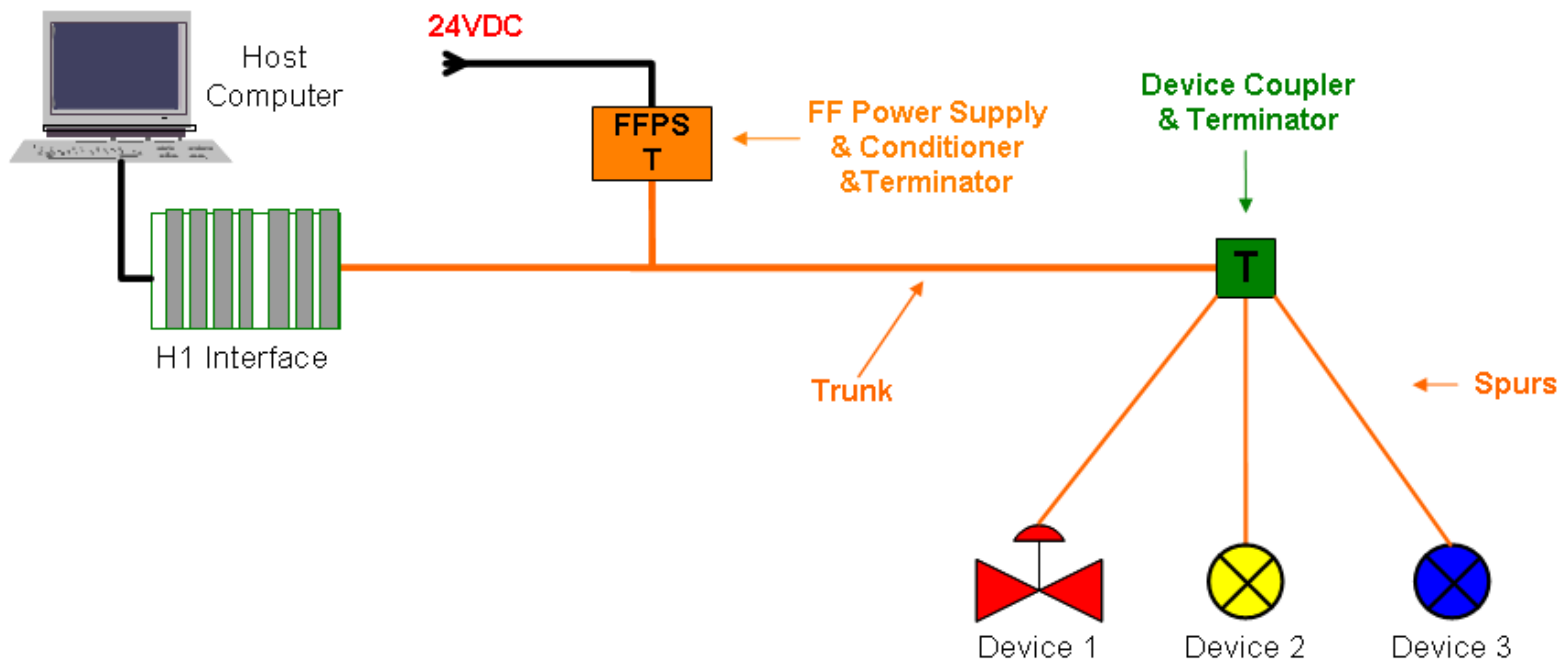 24VDC
Host
Computer
FFPS
T
FF Power Supply
& Conditioner
&Terminator
Device Coupler
& Terminator
T
H1 Interface
Trunk
Spurs
Device 1
Device 2
Device 3